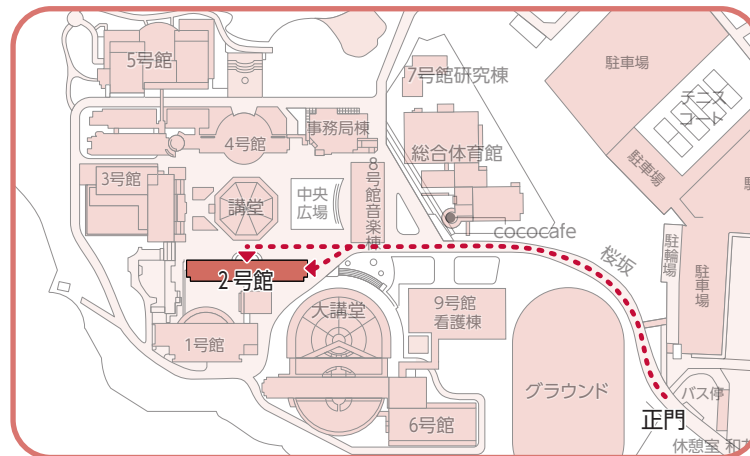 5号館
7号館研究棟
駐車場
テニス
コート
4号館
事務局棟
総合体育館
駐車場
3号館
8号館音楽棟
講堂
中央
広場
cococafe
桜坂
駐輪場
駐車場
2号館
大講堂
9号館
看護棟
1号館
グラウンド
バス停
正門
6号館
休憩室